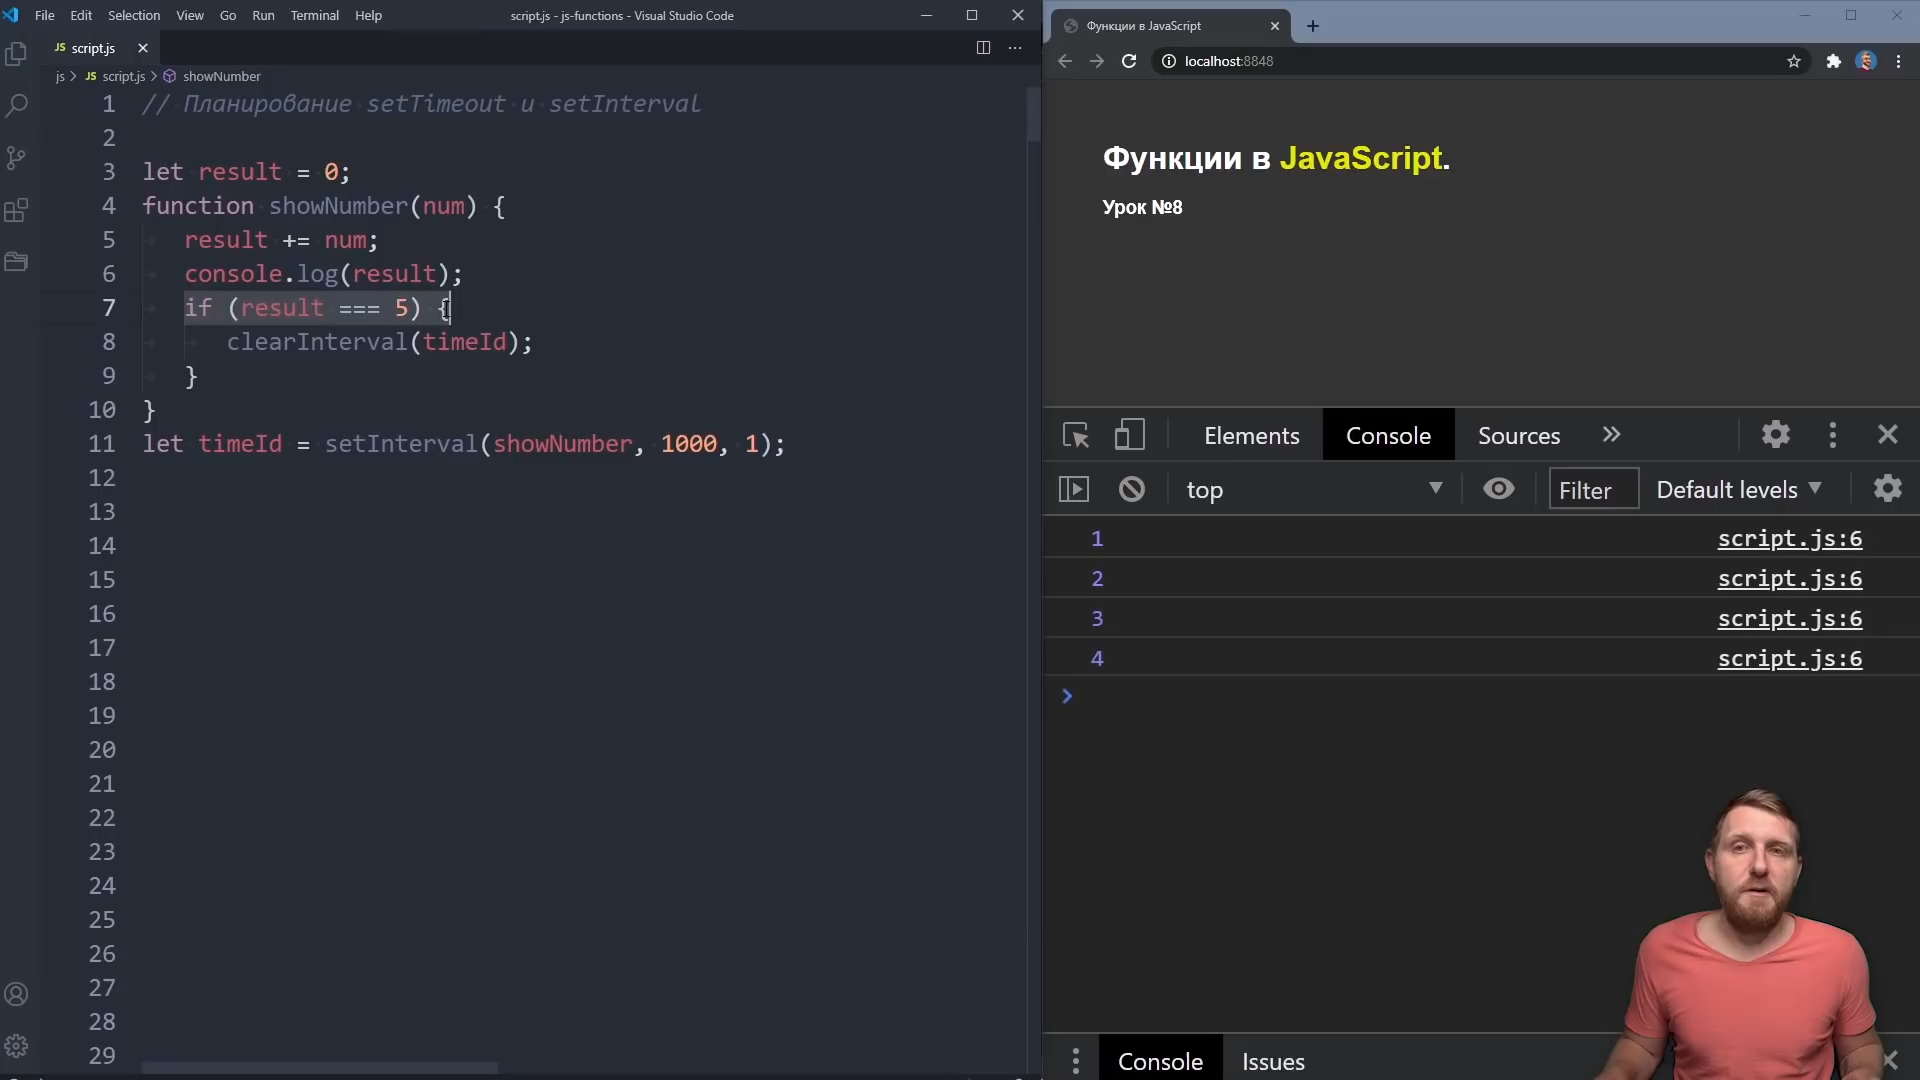 File Edit Selection View Go Run Terminal Help
script.js - js-functions - Visual Studio Code
JS script.js
js > JS script.js > showNumber
1 // Планирование setTimeout и setInterval
2
3 let result = 0;
4 function showNumber(num) {
5 result += num;
6 console.log(result);
7 if (result === 5) {
8 clearInterval(timeId);
9 }
10 }
11 let timeId = setInterval(showNumber, 1000, 1);
12
13
14
15
16
17
18
19
20
21
22
23
24
25
26
27
28
29
Функции в JavaScript
localhost:8848
Функции в JavaScript.
Урок №8
Elements Console Sources
top Filter Default levels
1 script.js:6
2 script.js:6
3 script.js:6
4 script.js:6
Console Issues